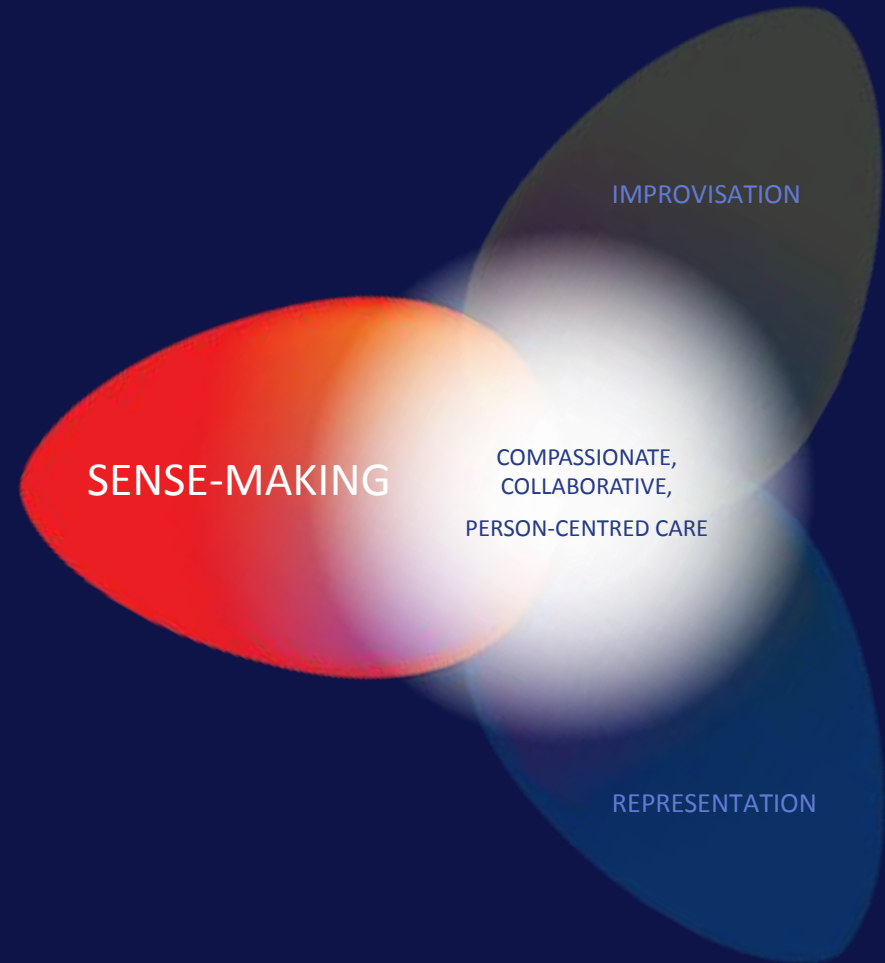 IMPROVISATION
SENSE-MAKING
COMPASSIONATE,
COLLABORATIVE,
PERSON-CENTRED CARE
REPRESENTATION